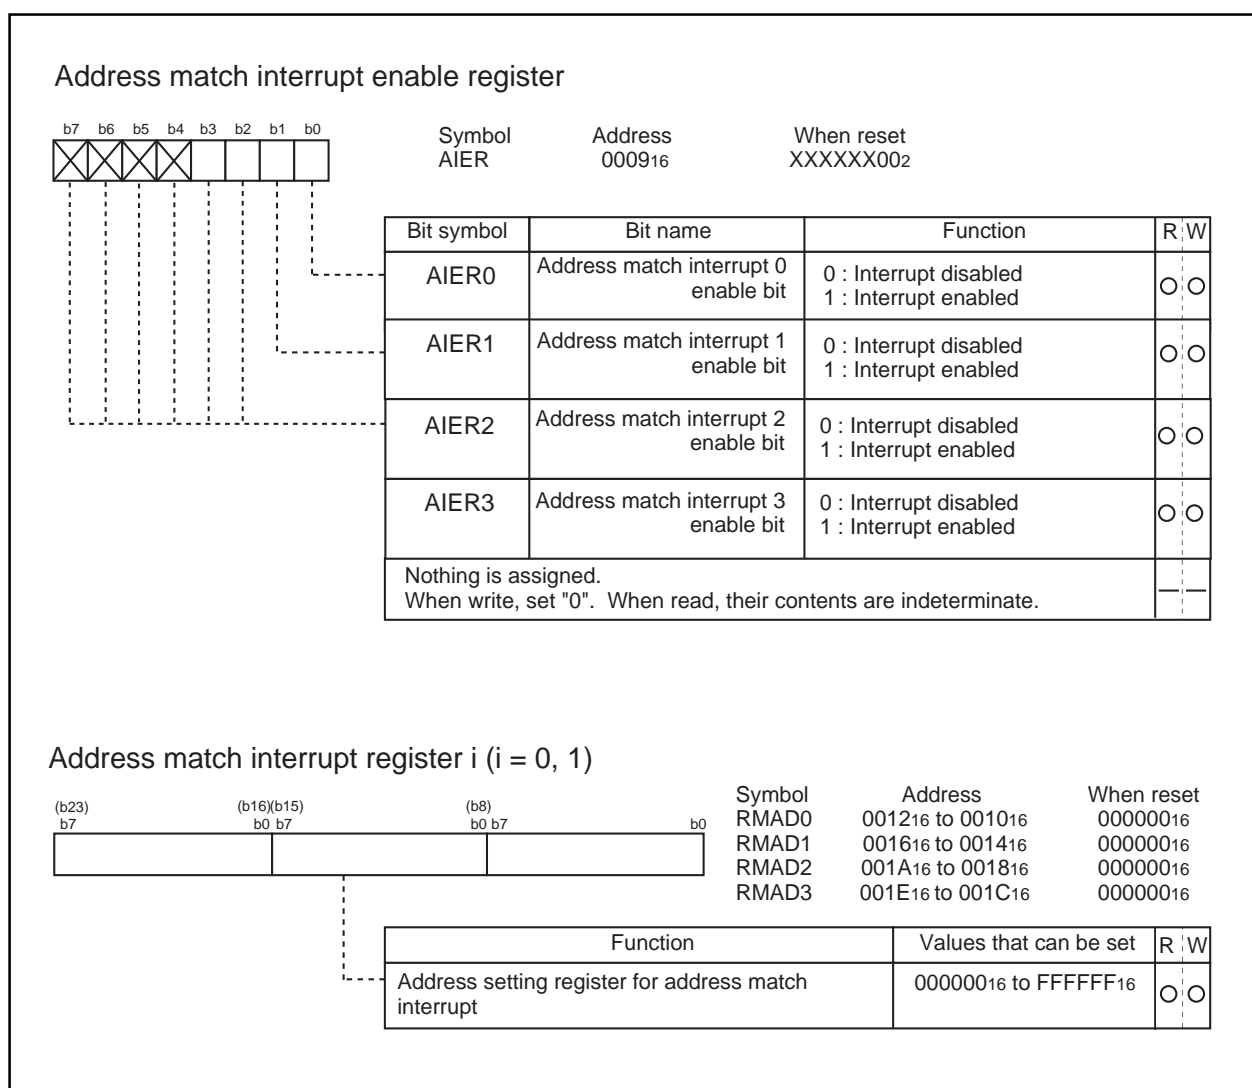 Address match interrupt enable register
b7 b6 b5 b4 b3 b2 b1 b0
Symbol Address When reset
AIER 000916 XXXXXX002
Bit symbol Bit name Function R W
AIER0 Address match interrupt 0 enable bit 0 : Interrupt disabled
1 : Interrupt enabled
AIER1 Address match interrupt 1 enable bit 0 : Interrupt disabled
1 : Interrupt enabled
AIER2 Address match interrupt 2 enable bit 0 : Interrupt disabled
1 : Interrupt enabled
AIER3 Address match interrupt 3 enable bit 0 : Interrupt disabled
1 : Interrupt enabled
Nothing is assigned.
When write, set "0". When read, their contents are indeterminate.
Address match interrupt register i (i = 0, 1)
(b23) (b16)(b15) (b8)
b7 b0 b7 b0 b7 b0
Symbol Address When reset
RMAD0 001216 to 001016 00000016
RMAD1 001616 to 001416 00000016
RMAD2 001A16 to 001816 00000016
RMAD3 001E16 to 001C16 00000016
Function Values that can be set R W
Address setting register for address match
interrupt
00000016 to FFFFFF16